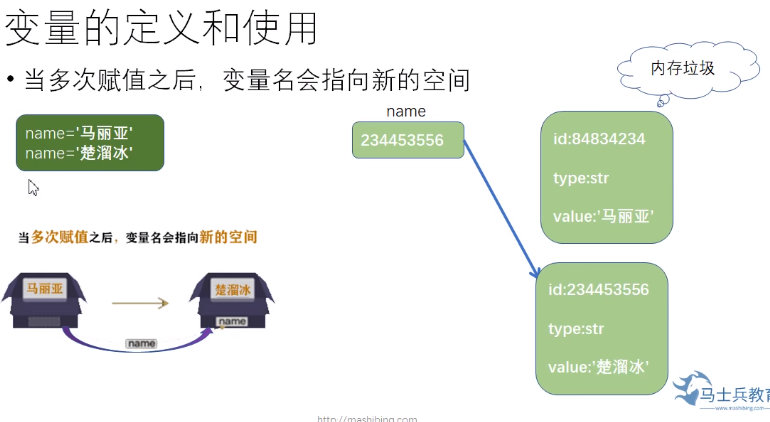 变量的定义和使用
• 当多次赋值之后，变量名会指向新的空间
内存垃圾
name='马丽亚'
name='楚溜冰'
name
234453556
id:84834234
type:str
value:'马丽亚'
当多次赋值之后，变量名会指向新的空间
马丽亚
楚溜冰
name
name
id:234453556
type:str
value:'楚溜冰'
马士兵教育
www.mashibing.com
http://mashibing.com